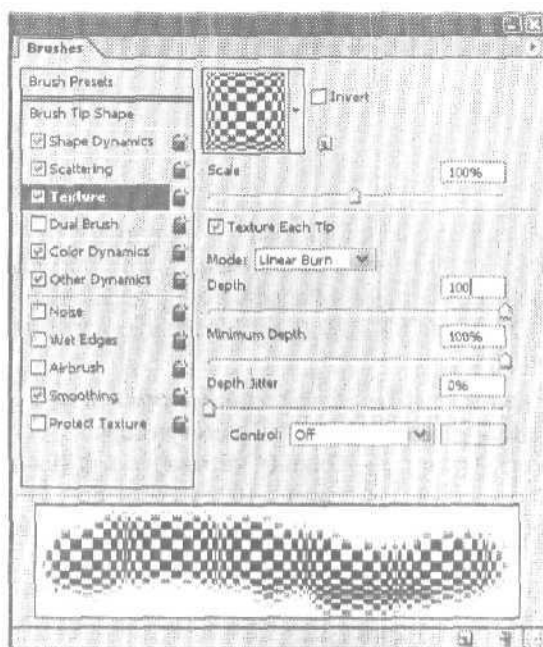 Brushes
Brush Presets
Brush Tip Shape
Shape Dynamics
Scattering
Texture
Dual Brush
Color Dynamics
Other Dynamics
Noise
Wet Edges
Airbrush
Smoothing
Protect Texture
Invert
Scale
100%
Texture Each Tip
Mode: Linear Burn
Depth
100
Minimum Depth
100%
Depth Jitter
0%
Control: Off